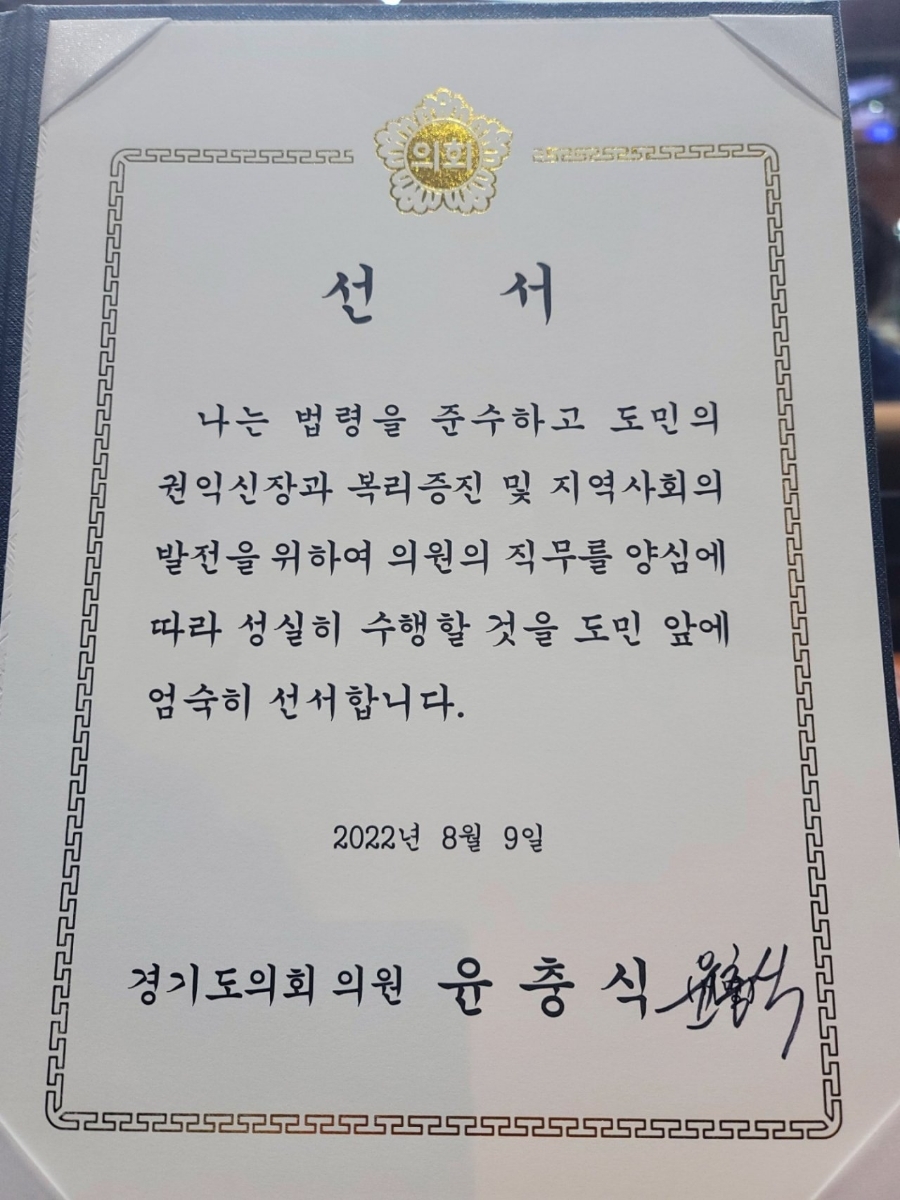 의회
선 서
나는 법령을 준수하고 도민의
권익신장과 복리증진 및 지역사회의
발전을 위하여 의원의 직무를 양심에
따라 성실히 수행할 것을 도민 앞에
엄숙히 선서합니다.
2022년 8월 9일
경기도의회 의원 윤 충 식 윤충식